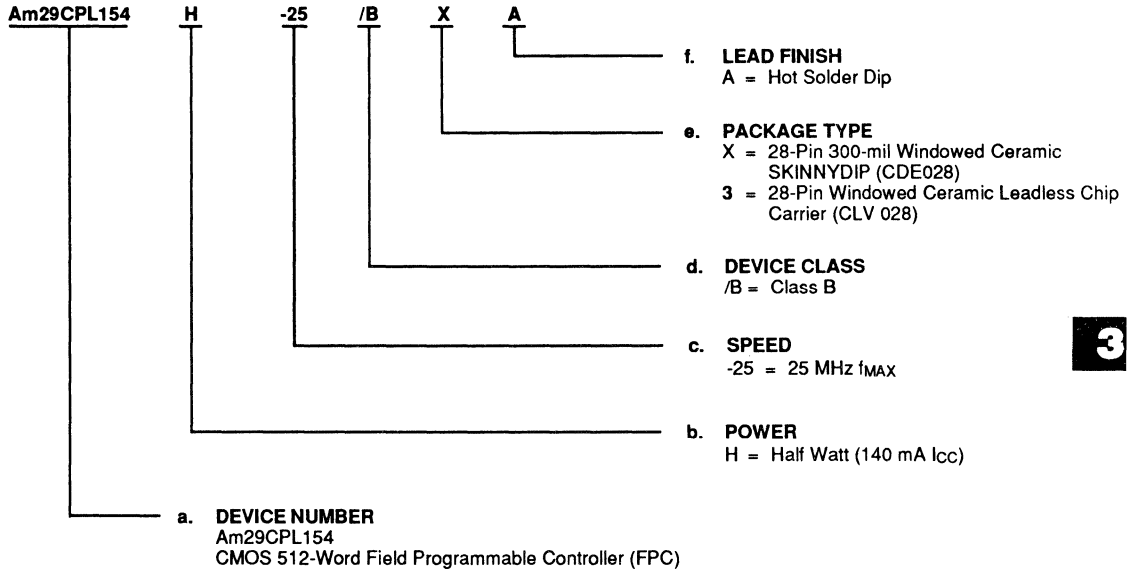 Am29CPL154 H -25 /B X A
f. LEAD FINISH
A = Hot Solder Dip
e. PACKAGE TYPE
X = 28-Pin 300-mil Windowed Ceramic
SKINNYDIP (CDE028)
3 = 28-Pin Windowed Ceramic Leadless Chip
Carrier (CLV 028)
d. DEVICE CLASS
/B = Class B
3
c. SPEED
-25 = 25 MHz fMAX
b. POWER
H = Half Watt (140 mA ICC)
a. DEVICE NUMBER
Am29CPL154
CMOS 512-Word Field Programmable Controller (FPC)